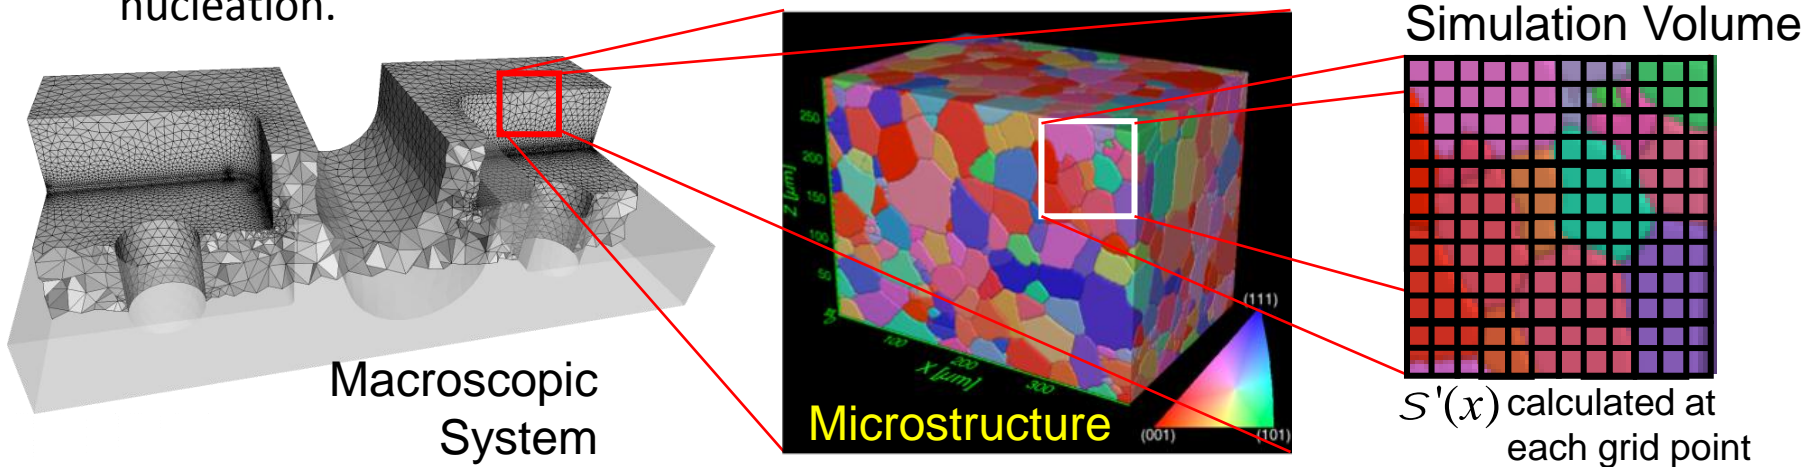 nucleation.
Simulation Volume
250
200
150
100
50
Z [μm]
100
200
300
X [μm]
(111)
(001)
(101)
Macroscopic
System
Microstructure
S'(x) calculated at
each grid point